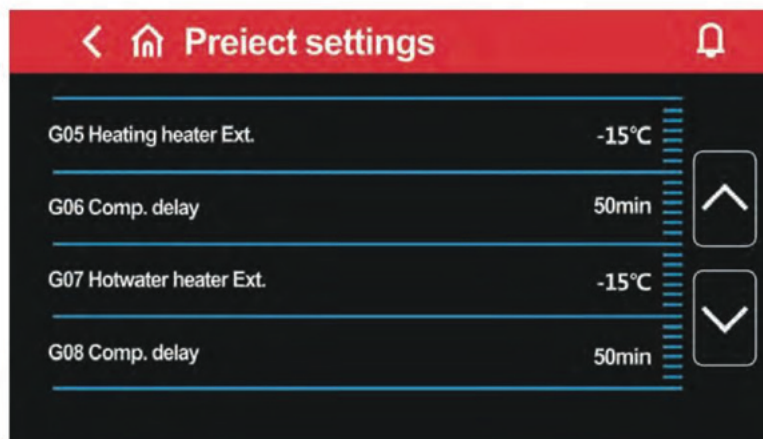 Preiect settings
G05 Heating heater Ext. -15℃
G06 Comp. delay 50min
G07 Hotwater heater Ext. -15℃
G08 Comp. delay 50min